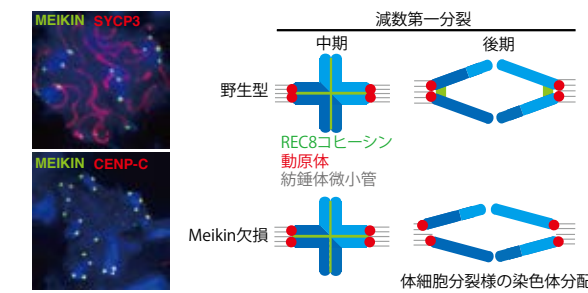 MEIKIN SYCP3
MEIKIN CENP-C
減数第一分裂
中期 後期
野生型
REC8コヒーシン
動原体
紡錘体微小管
Meikin欠損
体細胞分裂様の染色体分配